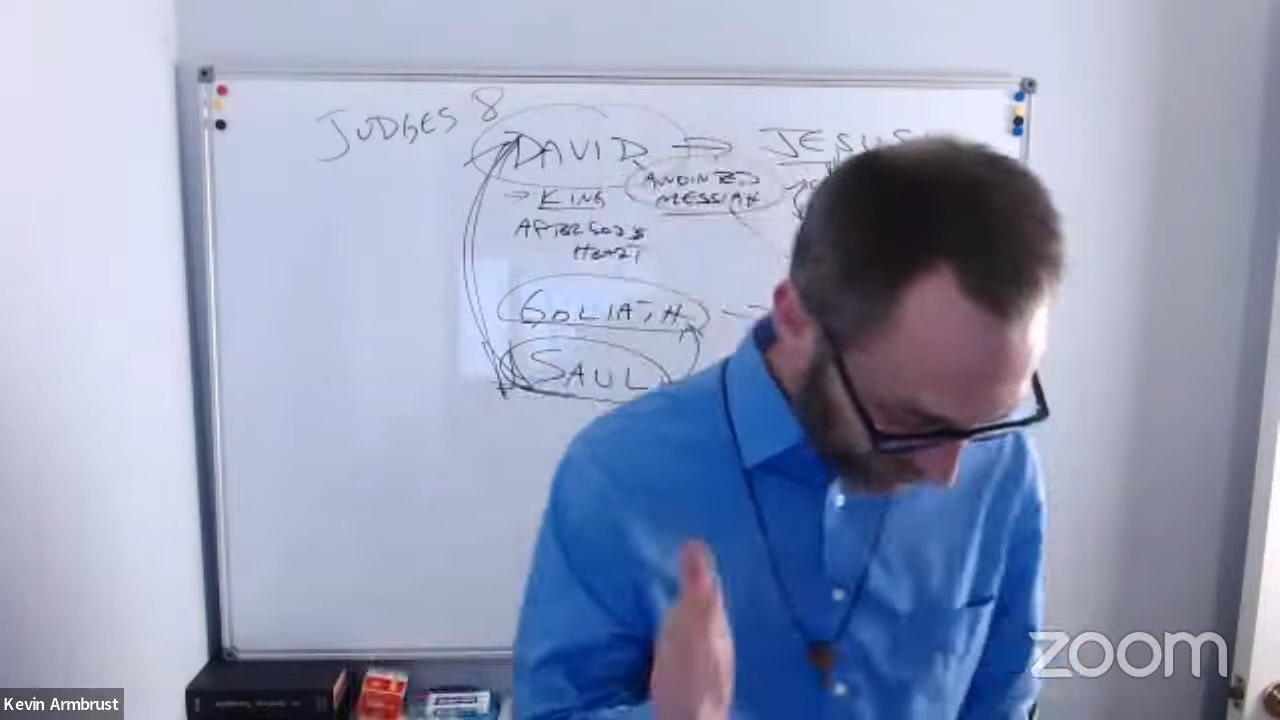 JUDGES 8
DAVID → JESUS
ANOINTED
→ KING MESSIAH
AFTER GOD'S
HEART
GOLIATH →
SAUL
zoom
Kevin Armbrust